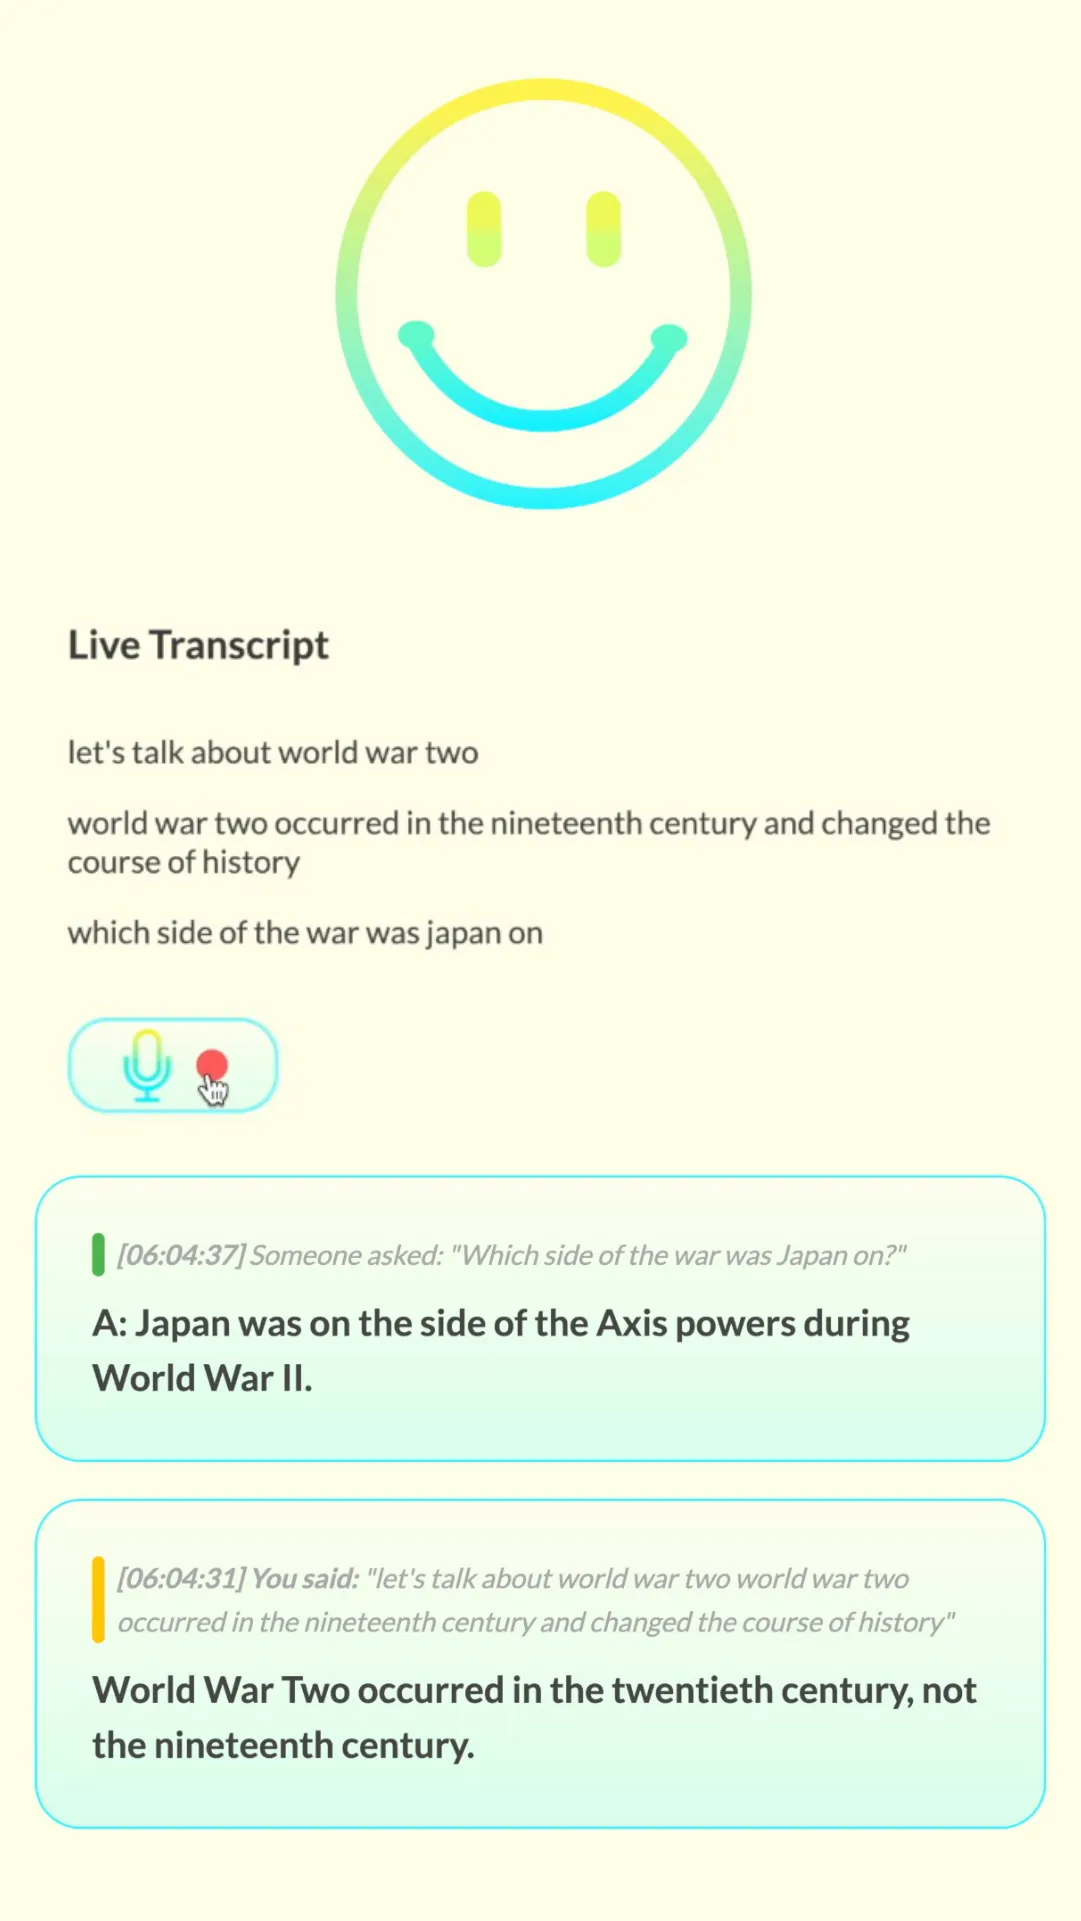 Live Transcript
let's talk about world war two
world war two occurred in the nineteenth century and changed the
course of history
which side of the war was japan on
[06:04:37] Someone asked: "Which side of the war was Japan on?"
A: Japan was on the side of the Axis powers during
World War II.
[06:04:31] You said: "let's talk about world war two world war two
occurred in the nineteenth century and changed the course of history"
World War Two occurred in the twentieth century, not
the nineteenth century.